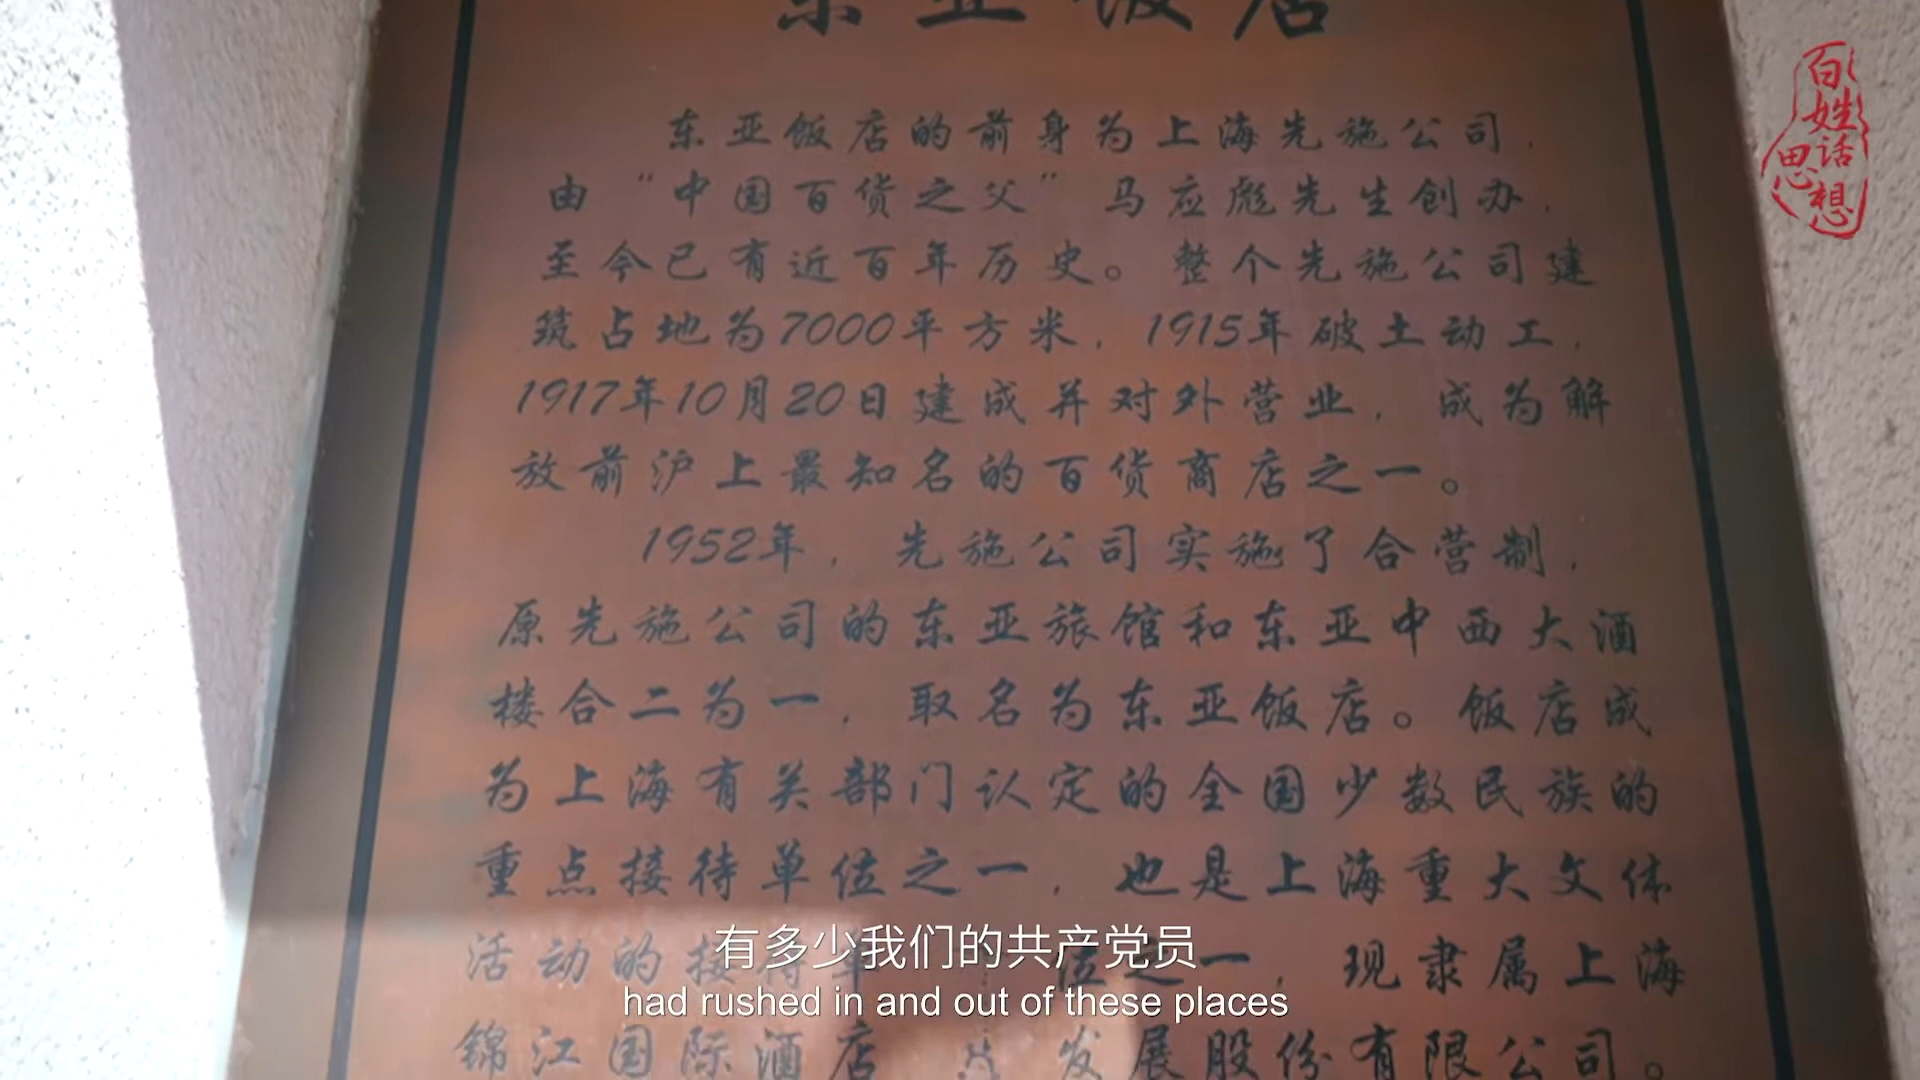 东亚饭店
东亚饭店的前身为上海先施公司，
由“中国百货之父”马应彪先生创办，
至今已有近百年历史。整个先施公司建
筑占地为7000平方米，1915年破土动工，
1917年10月20日建成并对外营业，成为解
放前沪上最知名的百货商店之一。
1952年，先施公司实施了合营制，
原先施公司的东亚旅馆和东亚中西大酒
楼合二为一，取名为东亚饭店。饭店成
为上海有关部门认定的全国少数民族的
重点接待单位之一，也是上海重大文体
活动的接待单位之一，现隶属上海
锦江国际酒店 发展股份有限公司。
有多少我们的共产党员
had rushed in and out of these places
百姓话思想